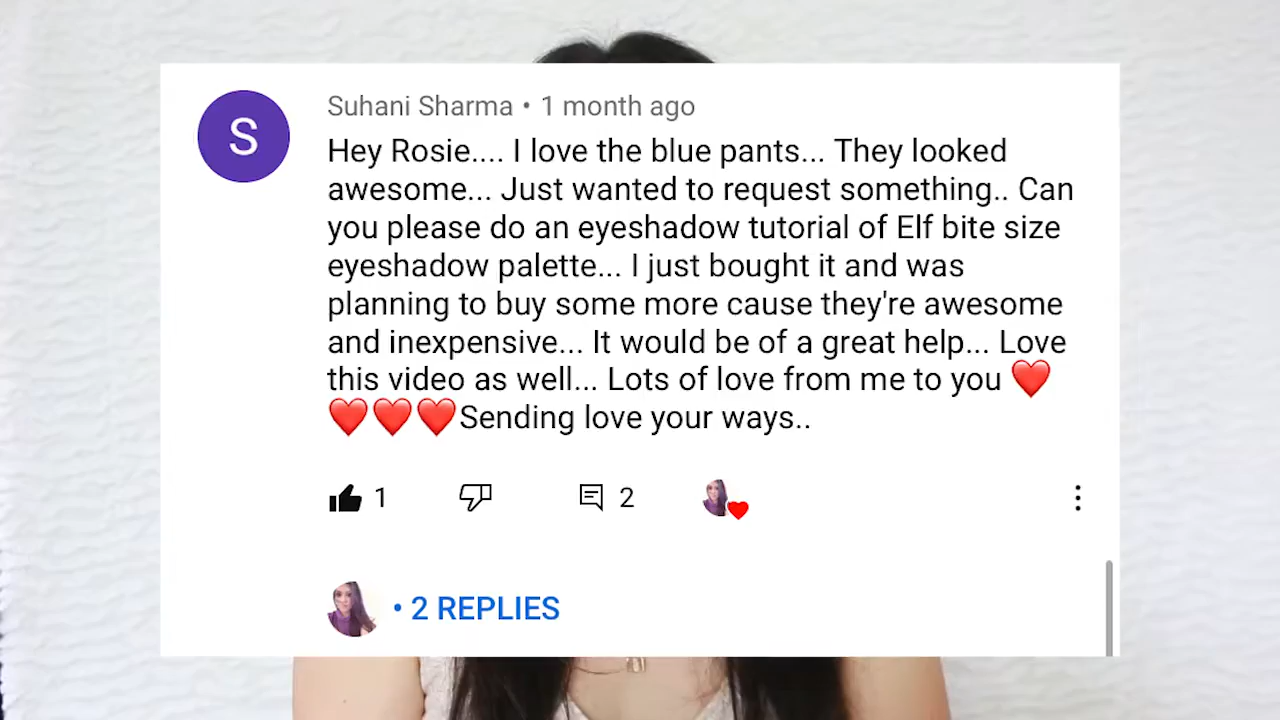 S
Suhani Sharma • 1 month ago
Hey Rosie.... I love the blue pants... They looked
awesome... Just wanted to request something.. Can
you please do an eyeshadow tutorial of Elf bite size
eyeshadow palette... I just bought it and was
planning to buy some more cause they're awesome
and inexpensive... It would be of a great help... Love
this video as well... Lots of love from me to you ❤️
❤️❤️❤️Sending love your ways..
1 2
• 2 REPLIES